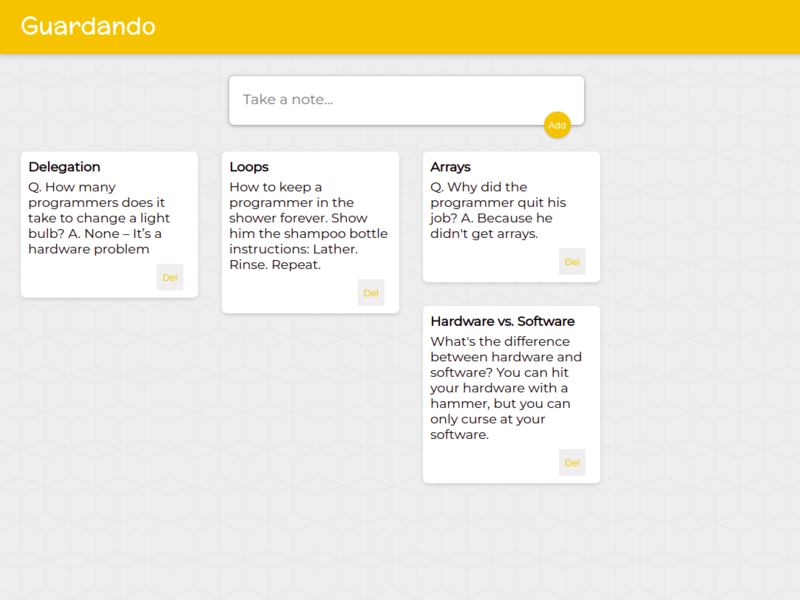 Guardando
Take a note...
Add
Delegation
Q. How many
programmers does it
take to change a light
bulb? A. None – It’s a
hardware problem
Del
Loops
How to keep a
programmer in the
shower forever. Show
him the shampoo bottle
instructions: Lather.
Rinse. Repeat.
Del
Arrays
Q. Why did the
programmer quit his
job? A. Because he
didn't get arrays.
Del
Hardware vs. Software
What's the difference
between hardware and
software? You can hit
your hardware with a
hammer, but you can
only curse at your
software.
Del